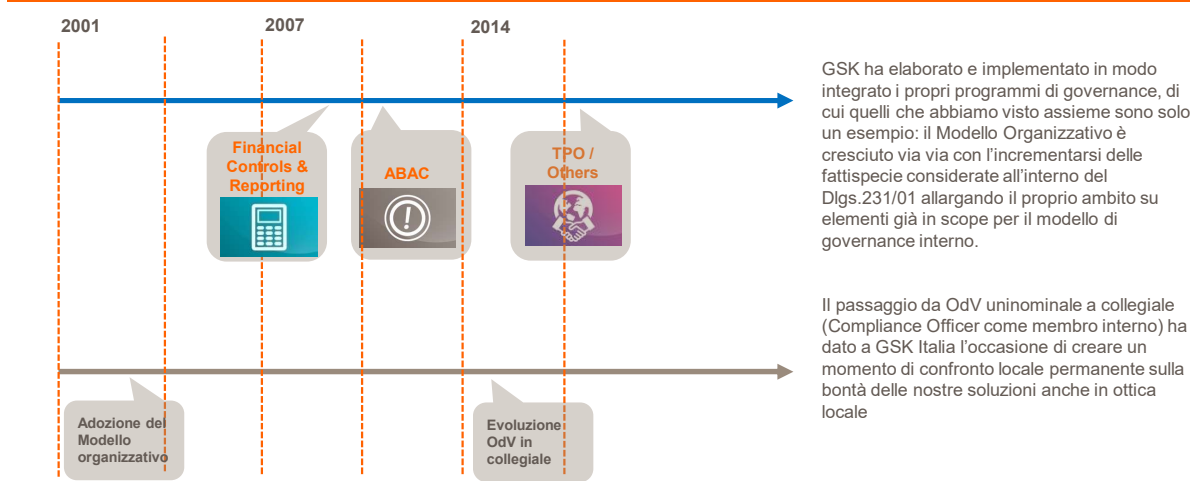 2001
2007
2014
Financial
Controls &
Reporting
ABAC
TPO /
Others
Adozione del
Modello
organizzativo
Evoluzione
OdV in
collegiale
GSK ha elaborato e implementato in modo
integrato i propri programmi di governance, di
cui quelli che abbiamo visto assieme sono solo
un esempio: il Modello Organizzativo è
cresciuto via via con l’incrementarsi delle
fattispecie considerate all’interno del
Dlgs.231/01 allargando il proprio ambito su
elementi già in scope per il modello di
governance interno.
Il passaggio da OdV uninominale a collegiale
(Compliance Officer come membro interno) ha
dato a GSK Italia l’occasione di creare un
momento di confronto locale permanente sulla
bontà delle nostre soluzioni anche in ottica
locale